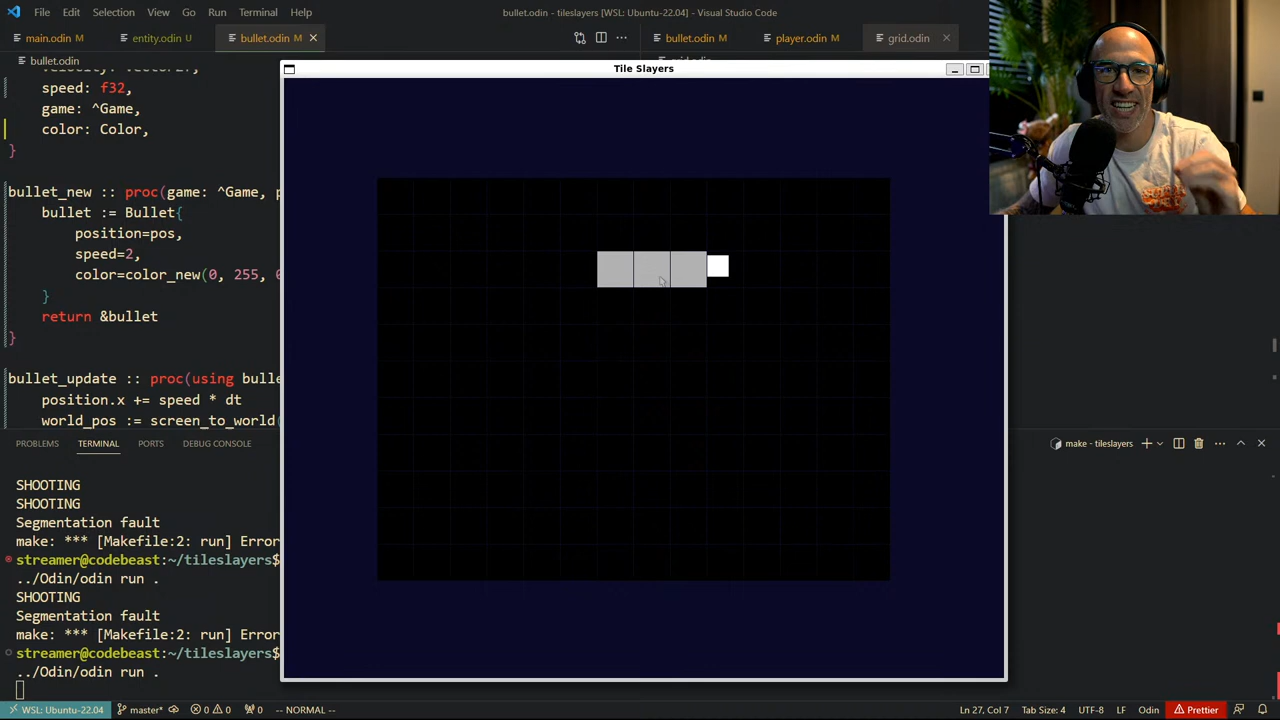 File Edit Selection View Go Run Terminal Help
bullet.odin - tileslayers [WSL: Ubuntu-22.04] - Visual Studio Code
main.odin M entity.odin U bullet.odin M
bullet.odin M player.odin M grid.odin
bullet.odin
Tile Slayers
speed: f32,
game: ^Game,
color: Color,
}
bullet_new :: proc(game: ^Game, p
bullet := Bullet{
position=pos,
speed=2,
color=color_new(0, 255, 0
}
return &bullet
}
bullet_update :: proc(using bulle
position.x += speed * dt
world_pos := screen_to_world(
PROBLEMS TERMINAL PORTS DEBUG CONSOLE
make - tileslayers
SHOOTING
SHOOTING
Segmentation fault
make: *** [Makefile:2: run] Error
streamer@codebeast:~/tileslayers$
../Odin/odin run .
SHOOTING
Segmentation fault
make: *** [Makefile:2: run] Error
streamer@codebeast:~/tileslayers$
../Odin/odin run .
WSL: Ubuntu-22.04 master* 0 0 0 -- NORMAL -- Ln 27, Col 7 Tab Size: 4 UTF-8 LF Odin Prettier